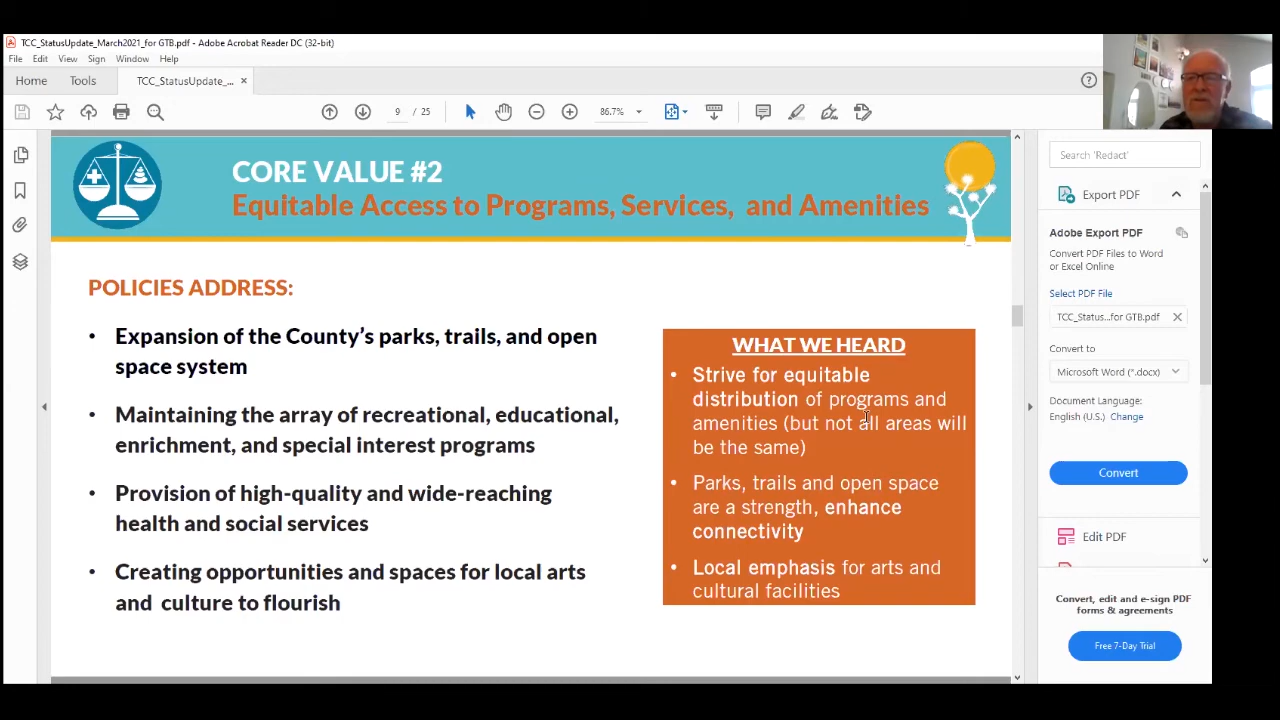 TCC_StatusUpdate_March2021_for GTB.pdf - Adobe Acrobat Reader DC (32-bit)
File Edit View Sign Window Help
Home Tools TCC_StatusUpdate_... ×
9 / 25 86.7%
CORE VALUE #2
Equitable Access to Programs, Services, and Amenities
POLICIES ADDRESS:
• Expansion of the County's parks, trails, and open
space system
• Maintaining the array of recreational, educational,
enrichment, and special interest programs
• Provision of high-quality and wide-reaching
health and social services
• Creating opportunities and spaces for local arts
and culture to flourish
WHAT WE HEARD
• Strive for equitable
distribution of programs and
amenities (but not all areas will
be the same)
• Parks, trails and open space
are a strength, enhance
connectivity
• Local emphasis for arts and
cultural facilities
Search 'Redact'
Export PDF
Adobe Export PDF
Convert PDF Files to Word
or Excel Online
Select PDF File
TCC_Status...for GTB.pdf ×
Convert to
Microsoft Word (*.docx)
Document Language:
English (U.S.) Change
Convert
Edit PDF
Convert, edit and e-sign PDF
forms & agreements
Free 7-Day Trial